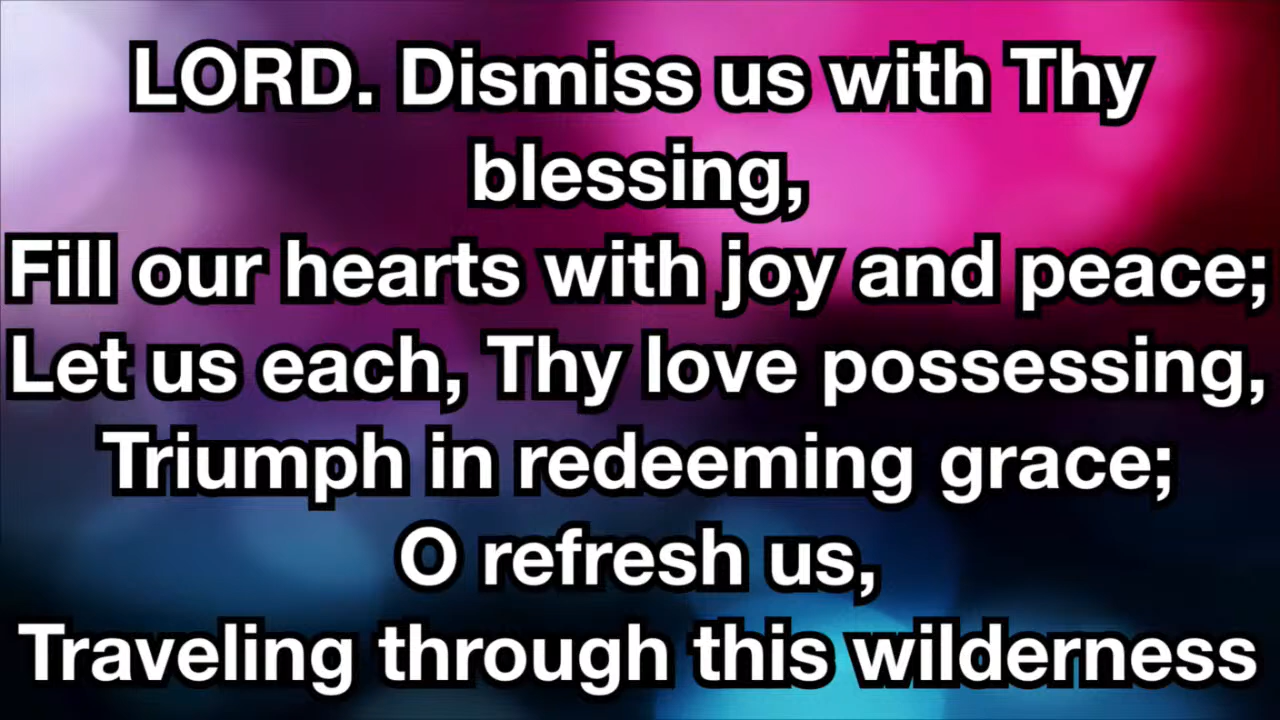 LORD. Dismiss us with Thy
blessing,
Fill our hearts with joy and peace;
Let us each, Thy love possessing,
Triumph in redeeming grace;
O refresh us,
Traveling through this wilderness